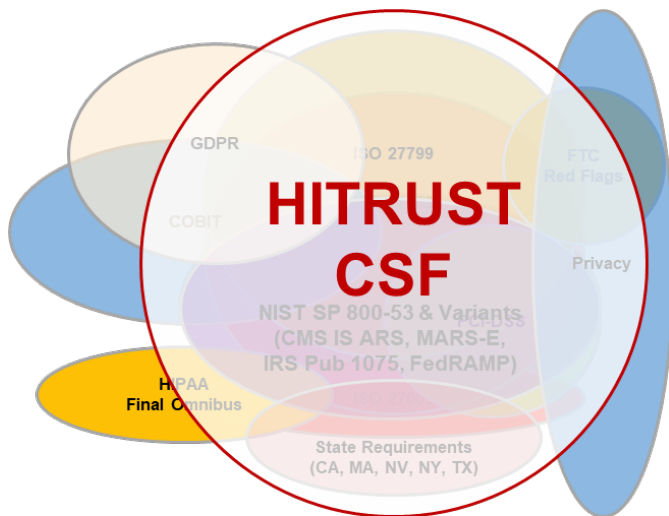 GDPR
ISO 27799
FTC
Red Flags
HITRUST
CSF
COBIT
Privacy
NIST SP 800-53 & Variants
PCI-DSS
(CMS IS ARS, MARS-E,
IRS Pub 1075, FedRAMP)
HIPAA
Final Omnibus
State Requirements
(CA, MA, NV, NY, TX)